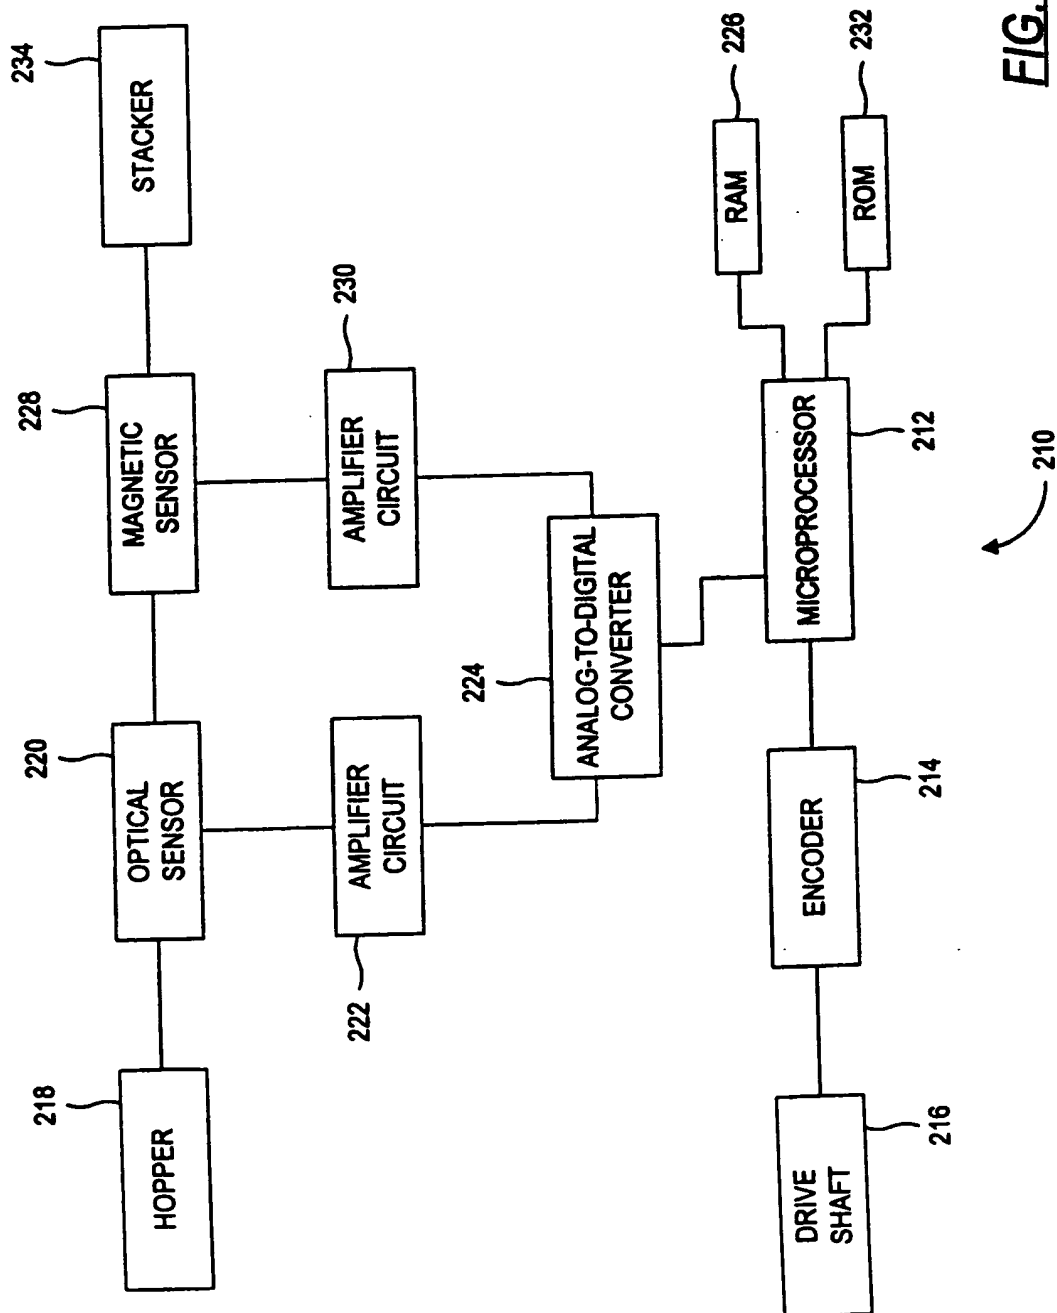 218
HOPPER
220
OPTICAL
SENSOR
228
MAGNETIC
SENSOR
234
STACKER
222
AMPLIFIER
CIRCUIT
230
AMPLIFIER
CIRCUIT
224
ANALOG-TO-DIGITAL
CONVERTER
DRIVE
SHAFT
216
ENCODER
214
MICROPROCESSOR
212
RAM
226
ROM
232
210
FIG.